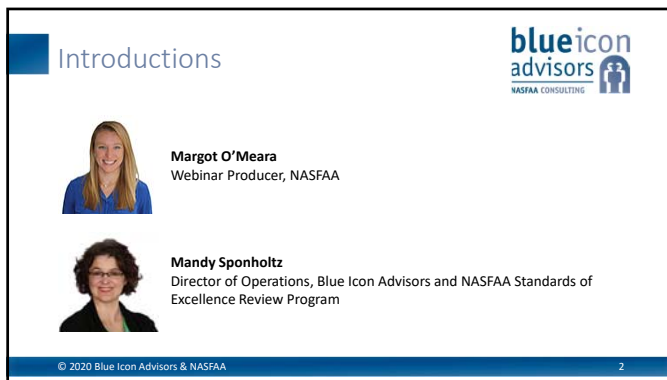 Introductions
blueicon
advisors
NASFAA CONSULTING
Margot O’Meara
Webinar Producer, NASFAA
Mandy Sponholtz
Director of Operations, Blue Icon Advisors and NASFAA Standards of
Excellence Review Program
© 2020 Blue Icon Advisors & NASFAA
2